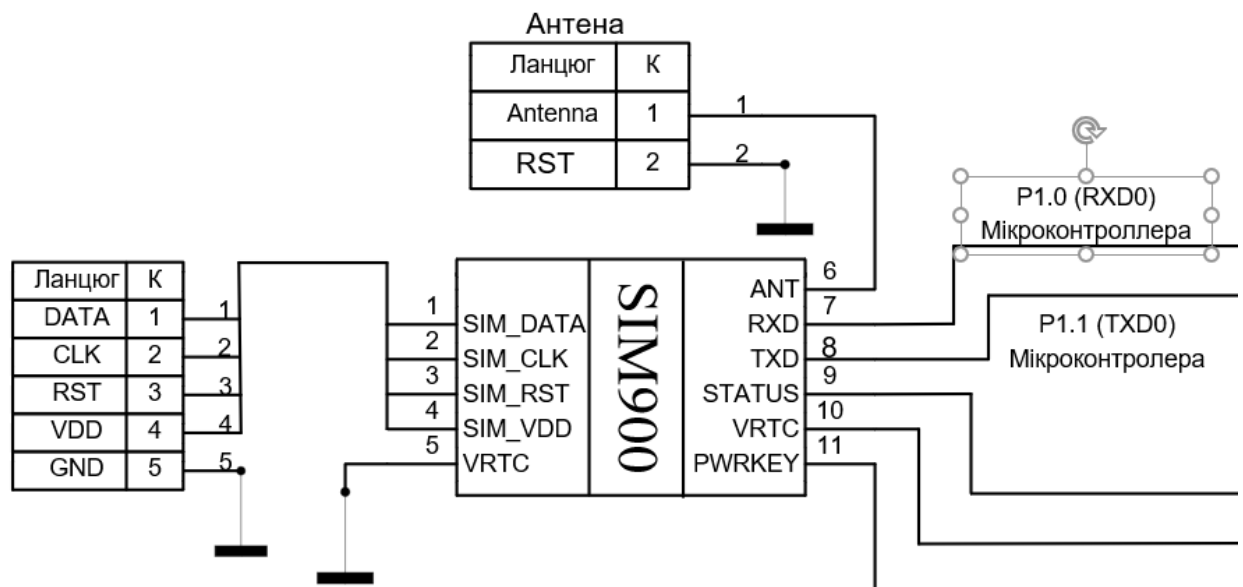 Антена
Ланцюг К
Antenna 1 1
RST 2 2
P1.0 (RXD0)
Мікроконтроллера
P1.1 (TXD0)
Мікроконтролера
Ланцюг К
DATA 1 1
CLK 2 2
RST 3 3
VDD 4 4
GND 5 5
1 SIM_DATA
2 SIM_CLK
3 SIM_RST
4 SIM_VDD
5 VRTC
SIM900
ANT 6
RXD 7
TXD 8
STATUS 9
VRTC 10
PWRKEY 11